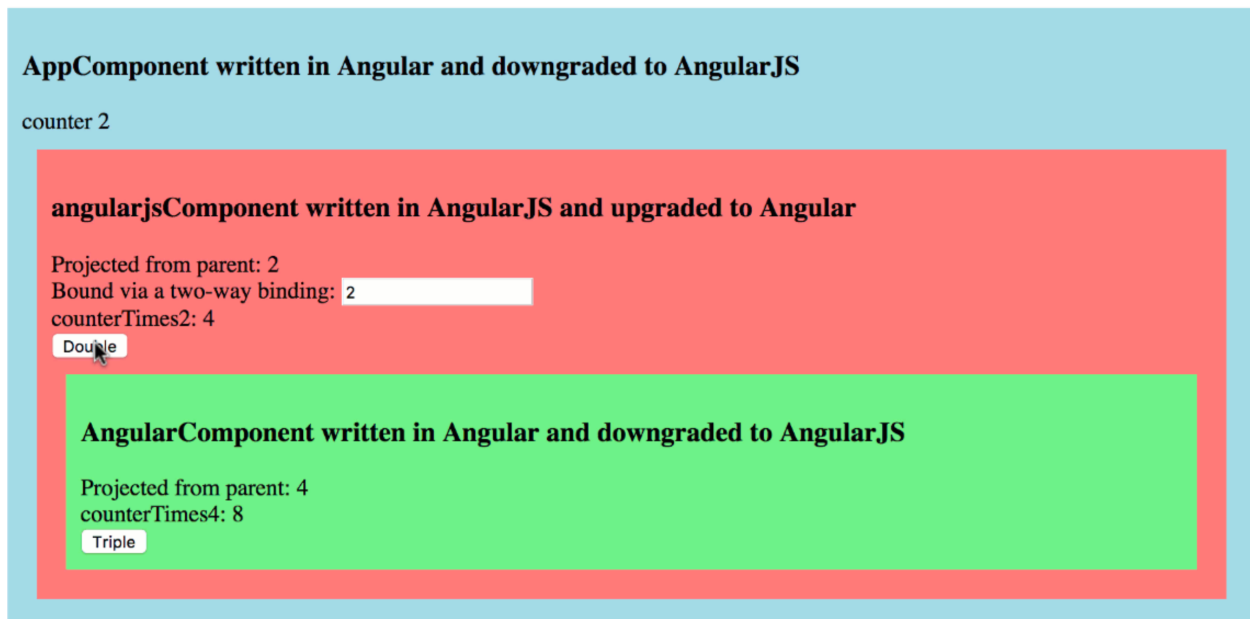 AppComponent written in Angular and downgraded to AngularJS
counter 2
angularjsComponent written in AngularJS and upgraded to Angular
Projected from parent: 2
Bound via a two-way binding: 2
counterTimes2: 4
Double
AngularComponent written in Angular and downgraded to AngularJS
Projected from parent: 4
counterTimes4: 8
Triple